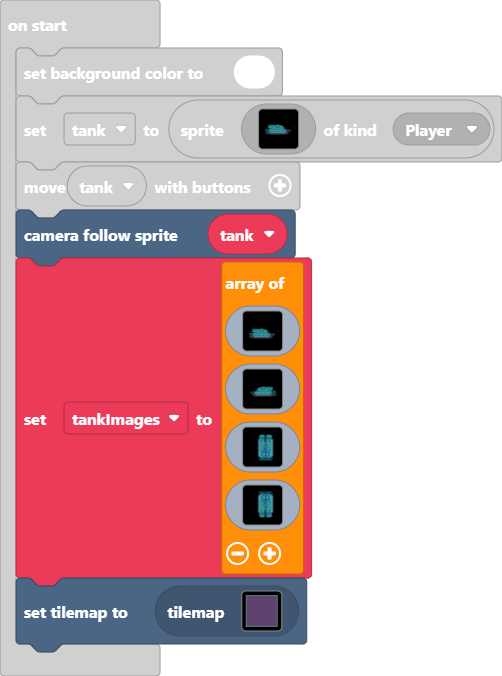 on start
set background color to
set tank to sprite of kind Player
move tank with buttons
camera follow sprite tank
array of
set tankImages to
set tilemap to tilemap